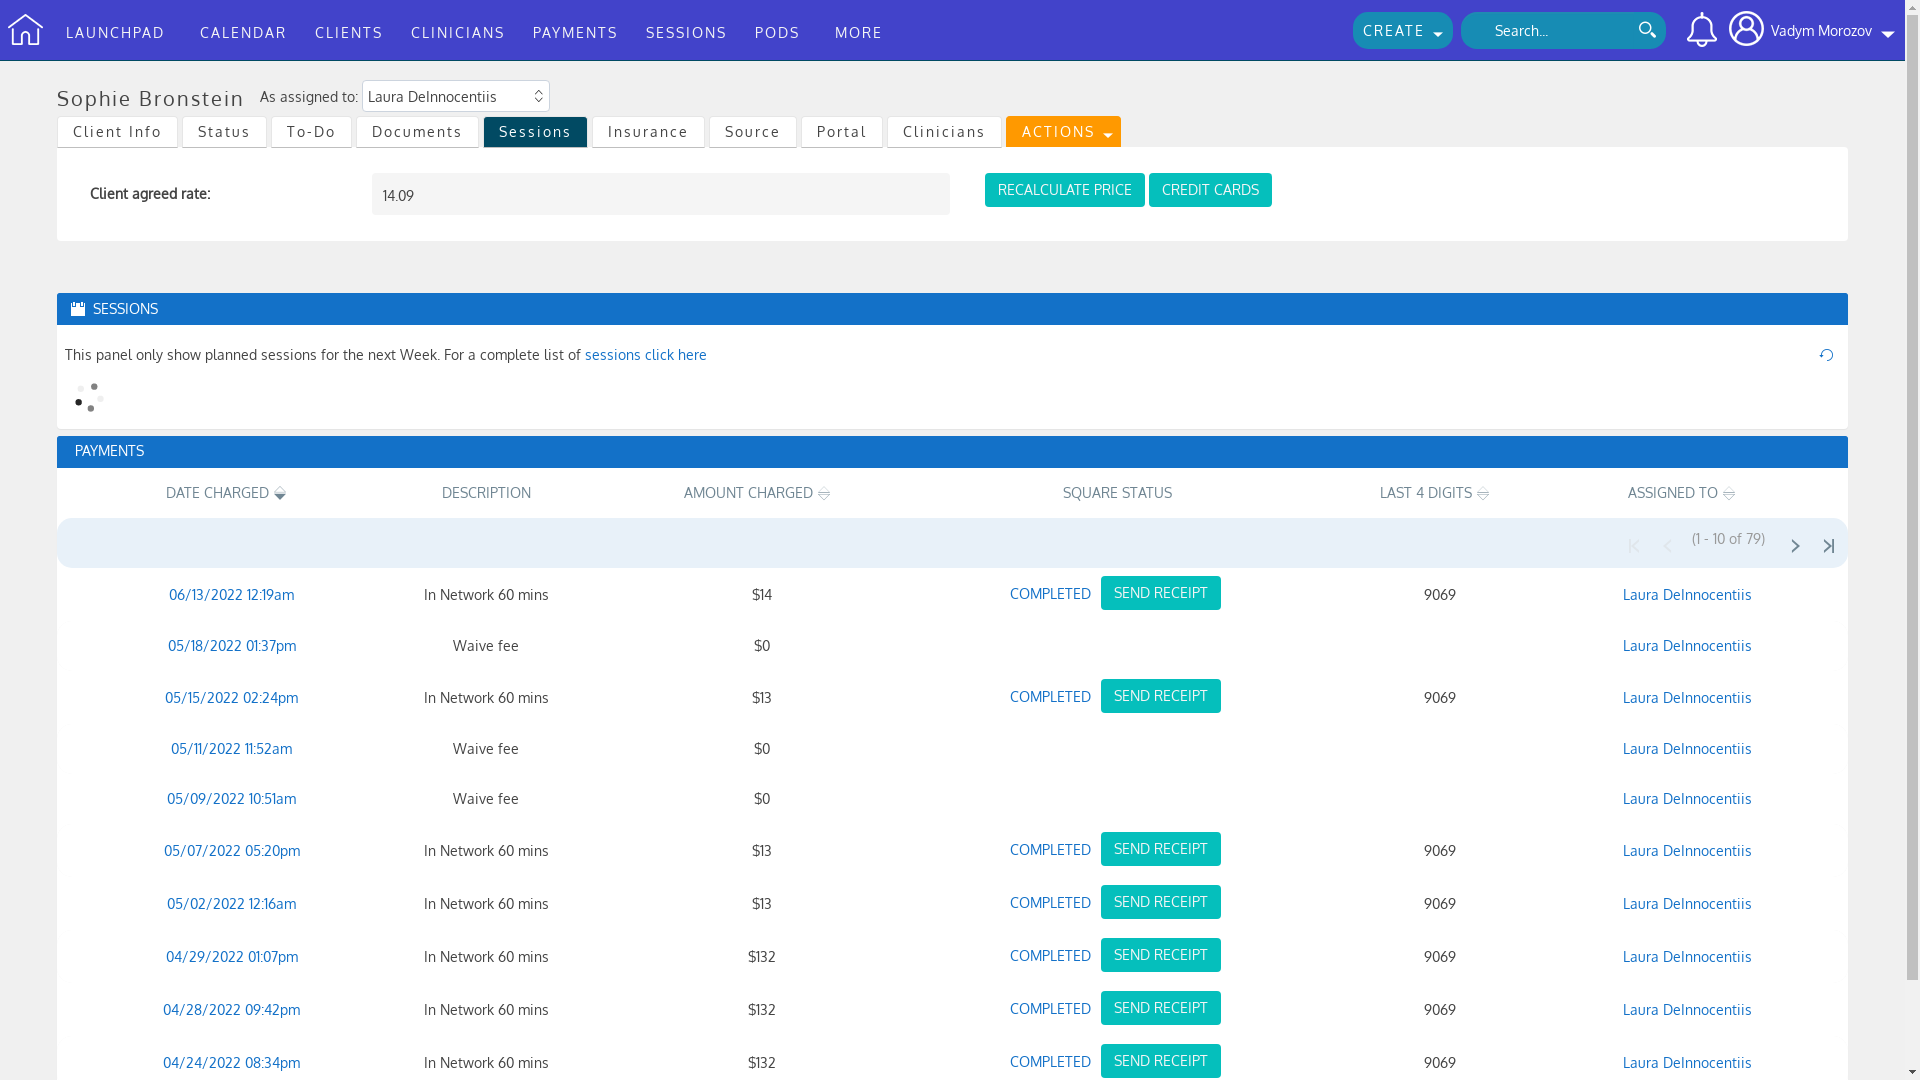 LAUNCHPAD CALENDAR CLIENTS CLINICIANS PAYMENTS SESSIONS PODS MORE CREATE Search... Vadym Morozov
Sophie Bronstein As assigned to: Laura DeInnocentiis
Client Info Status To-Do Documents Sessions Insurance Source Portal Clinicians ACTIONS
Client agreed rate: 14.09 RECALCULATE PRICE CREDIT CARDS
SESSIONS
This panel only show planned sessions for the next Week. For a complete list of sessions click here
PAYMENTS
DATE CHARGED DESCRIPTION AMOUNT CHARGED SQUARE STATUS LAST 4 DIGITS ASSIGNED TO
(1 - 10 of 79)
06/13/2022 12:19am In Network 60 mins $14 COMPLETED SEND RECEIPT 9069 Laura DeInnocentiis
05/18/2022 01:37pm Waive fee $0 Laura DeInnocentiis
05/15/2022 02:24pm In Network 60 mins $13 COMPLETED SEND RECEIPT 9069 Laura DeInnocentiis
05/11/2022 11:52am Waive fee $0 Laura DeInnocentiis
05/09/2022 10:51am Waive fee $0 Laura DeInnocentiis
05/07/2022 05:20pm In Network 60 mins $13 COMPLETED SEND RECEIPT 9069 Laura DeInnocentiis
05/02/2022 12:16am In Network 60 mins $13 COMPLETED SEND RECEIPT 9069 Laura DeInnocentiis
04/29/2022 01:07pm In Network 60 mins $132 COMPLETED SEND RECEIPT 9069 Laura DeInnocentiis
04/28/2022 09:42pm In Network 60 mins $132 COMPLETED SEND RECEIPT 9069 Laura DeInnocentiis
04/24/2022 08:34pm In Network 60 mins $132 COMPLETED SEND RECEIPT 9069 Laura DeInnocentiis